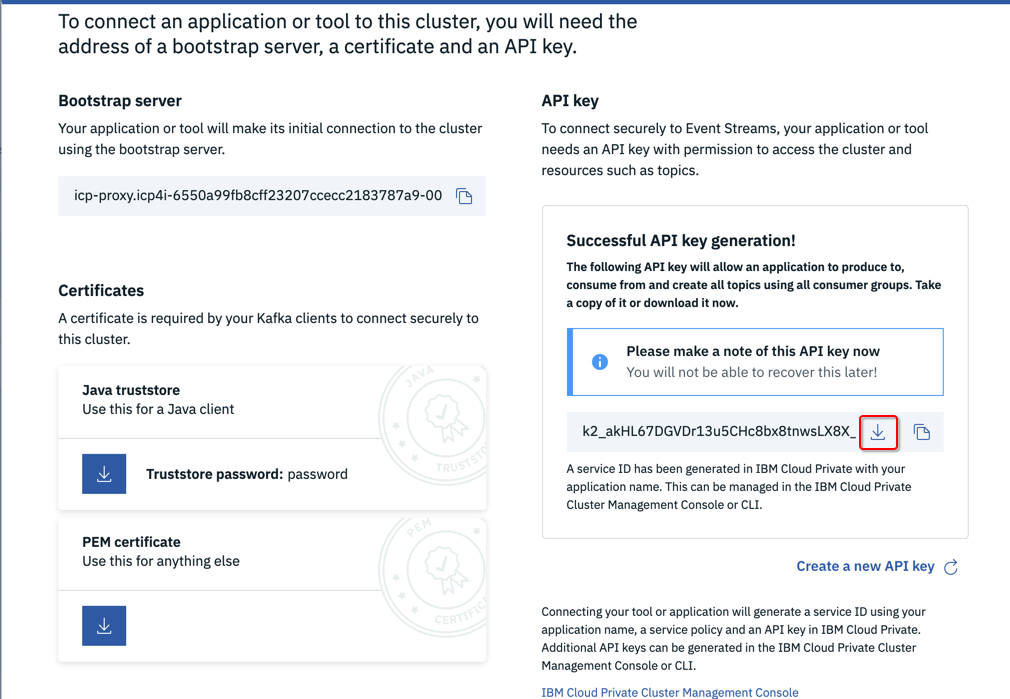 To connect an application or tool to this cluster, you will need the
address of a bootstrap server, a certificate and an API key.
Bootstrap server
Your application or tool will make its initial connection to the cluster
using the bootstrap server.
icp-proxy.icp4i-6550a99fb8cff23207ccecc2183787a9-00
Certificates
A certificate is required by your Kafka clients to connect securely to
this cluster.
Java truststore
Use this for a Java client
JAVA
TRUSTSTO
Truststore password: password
PEM certificate
Use this for anything else
PEM
CERTIFIC
API key
To connect securely to Event Streams, your application or tool
needs an API key with permission to access the cluster and
resources such as topics.
Successful API key generation!
The following API key will allow an application to produce to,
consume from and create all topics using all consumer groups. Take
a copy of it or download it now.
Please make a note of this API key now
You will not be able to recover this later!
k2_akHL67DGVDr13u5CHc8bx8tnwsLX8X_
A service ID has been generated in IBM Cloud Private with your
application name. This can be managed in the IBM Cloud Private
Cluster Management Console or CLI.
Create a new API key
Connecting your tool or application will generate a service ID using your
application name, a service policy and an API key in IBM Cloud Private.
Additional API keys can be generated in the IBM Cloud Private Cluster
Management Console or CLI.
IBM Cloud Private Cluster Management Console